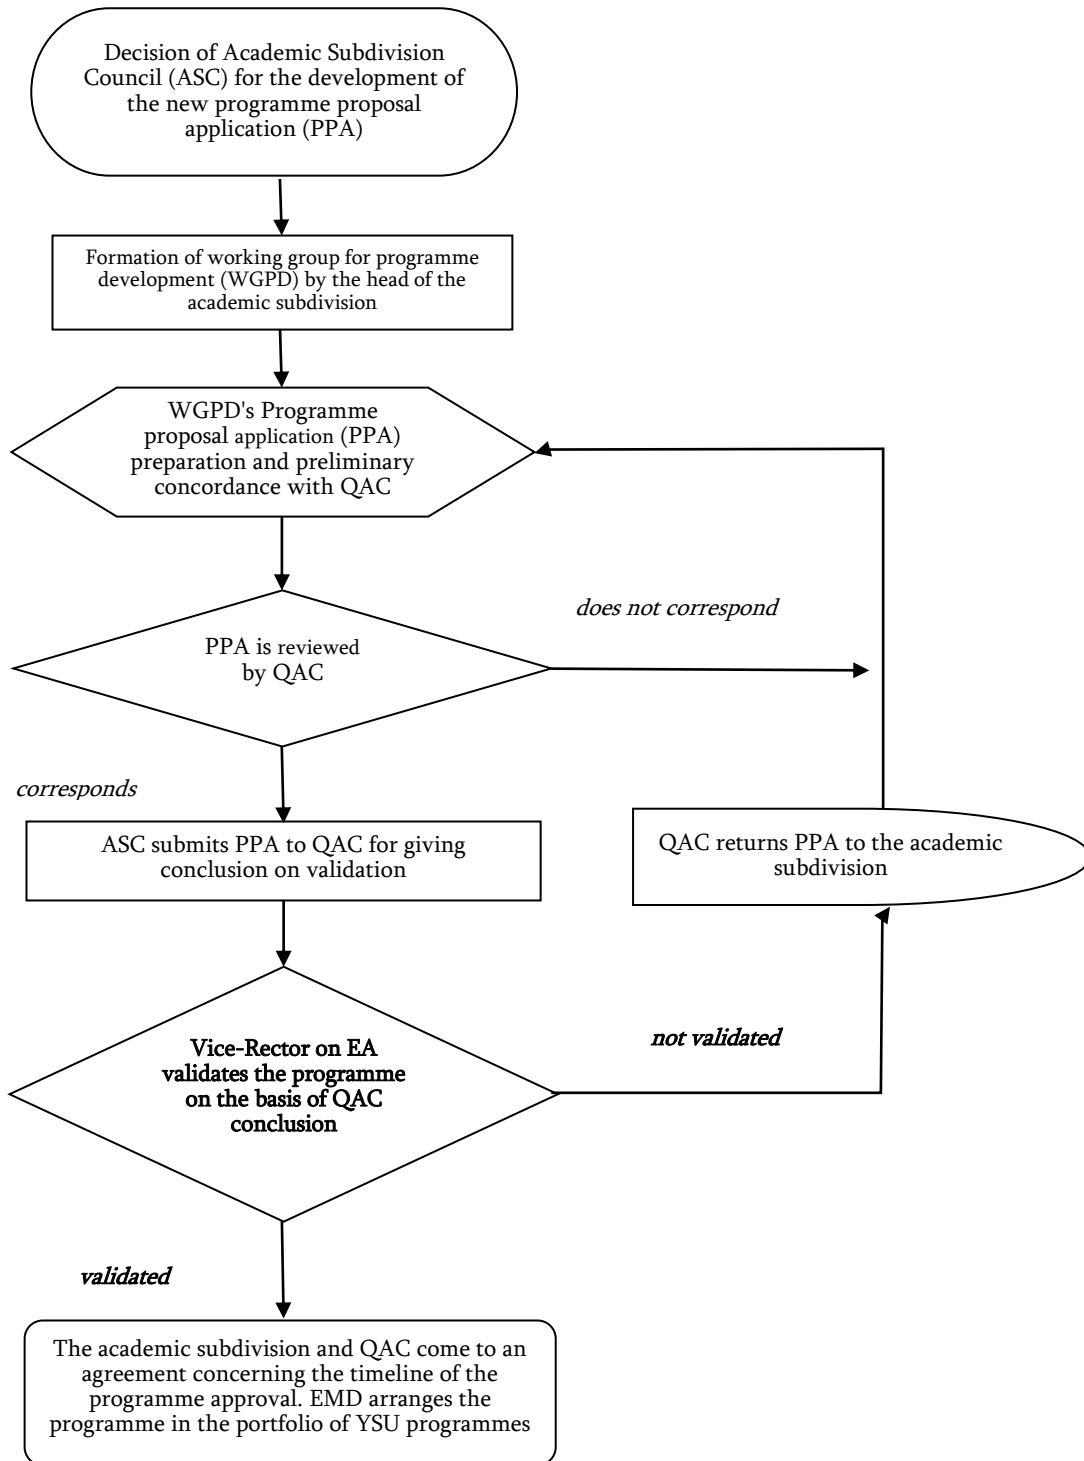 Decision of Academic Subdivision
Council (ASC) for the development of
the new programme proposal
application (PPA)
Formation of working group for programme
development (WGPD) by the head of the
academic subdivision
WGPD's Programme
proposal application (PPA)
preparation and preliminary
concordance with QAC
does not correspond
PPA is reviewed
by QAC
corresponds
ASC submits PPA to QAC for giving
conclusion on validation
QAC returns PPA to the academic
subdivision
Vice-Rector on EA
validates the programme
on the basis of QAC
conclusion
not validated
validated
The academic subdivision and QAC come to an
agreement concerning the timeline of the
programme approval. EMD arranges the
programme in the portfolio of YSU programmes